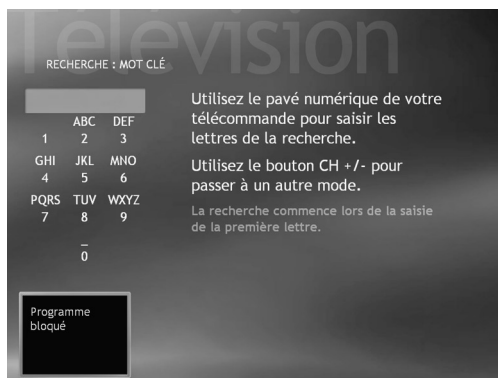 Télévision
RECHERCHE : MOT CLÉ
ABC DEF
1 2 3
GHI JKL MNO
4 5 6
PQRS TUV WXYZ
7 8 9
_
0
Utilisez le pavé numérique de votre
télécommande pour saisir les
lettres de la recherche.
Utilisez le bouton CH +/- pour
passer à un autre mode.
La recherche commence lors de la saisie
de la première lettre.
Programme
bloqué